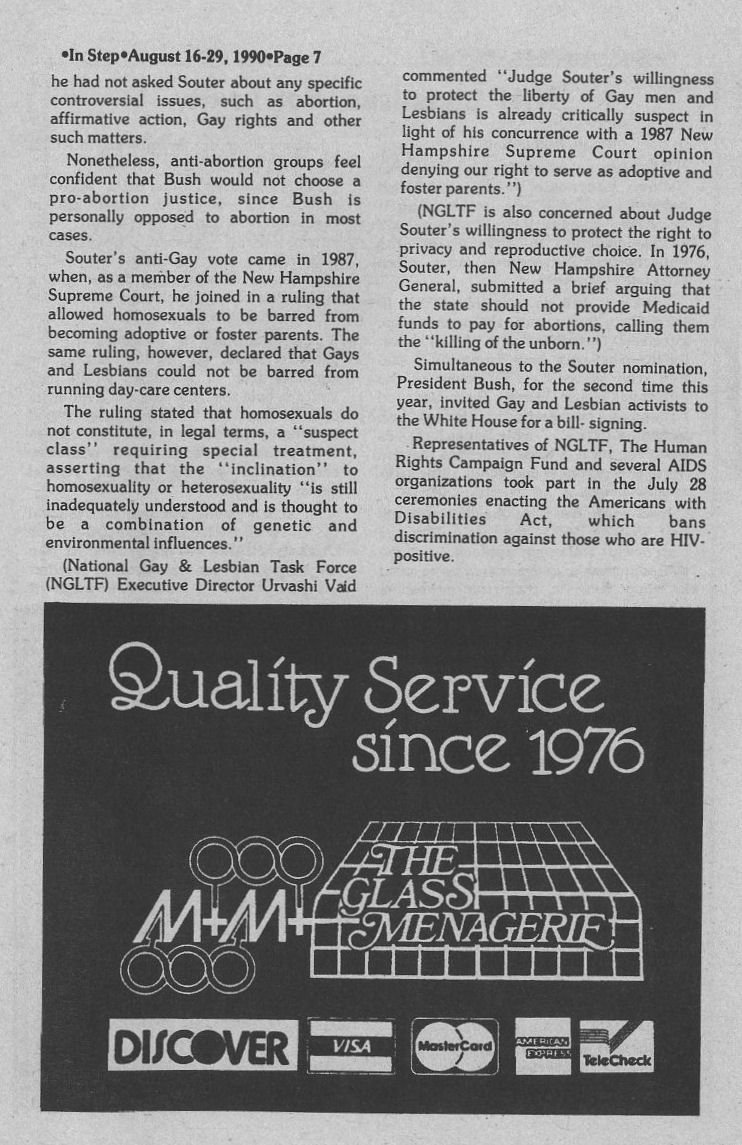 •In Step•August 16-29, 1990•Page 7
he had not asked Souter about any specific
controversial issues, such as abortion,
affirmative action, Gay rights and other
such matters.
Nonetheless, anti-abortion groups feel
confident that Bush would not choose a
pro-abortion justice, since Bush is
personally opposed to abortion in most
cases.
Souter's anti-Gay vote came in 1987,
when, as a member of the New Hampshire
Supreme Court, he joined in a ruling that
allowed homosexuals to be barred from
becoming adoptive or foster parents. The
same ruling, however, declared that Gays
and Lesbians could not be barred from
running day-care centers.
The ruling stated that homosexuals do
not constitute, in legal terms, a "suspect
class" requiring special treatment,
asserting that the "inclination" to
homosexuality or heterosexuality "is still
inadequately understood and is thought to
be a combination of genetic and
environmental influences."
(National Gay & Lesbian Task Force
(NGLTF) Executive Director Urvashi Vaid
commented "Judge Souter's willingness
to protect the liberty of Gay men and
Lesbians is already critically suspect in
light of his concurrence with a 1987 New
Hampshire Supreme Court opinion
denying our right to serve as adoptive and
foster parents.")
(NGLTF is also concerned about Judge
Souter's willingness to protect the right to
privacy and reproductive choice. In 1976,
Souter, then New Hampshire Attorney
General, submitted a brief arguing that
the state should not provide Medicaid
funds to pay for abortions, calling them
the "killing of the unborn.")
Simultaneous to the Souter nomination,
President Bush, for the second time this
year, invited Gay and Lesbian activists to
the White House for a bill- signing.
Representatives of NGLTF, The Human
Rights Campaign Fund and several AIDS
organizations took part in the July 28
ceremonies enacting the Americans with
Disabilities Act, which bans
discrimination against those who are HIV-
positive.
Quality Service
since 1976
M+M+
THE
GLASS
MENAGERIE
DISCOVER
VISA
MasterCard
AMERICAN
EXPRESS
TeleCheck